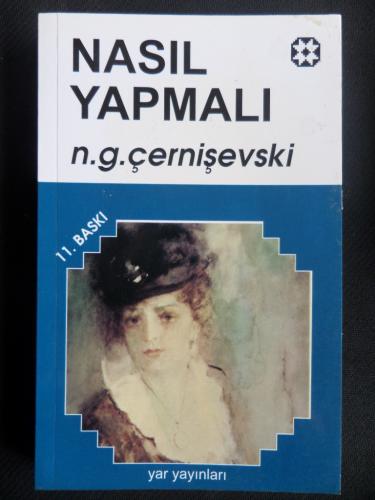 NASIL
YAPMALI
n.g.çernişevski
11. BASKI
yar yayınları